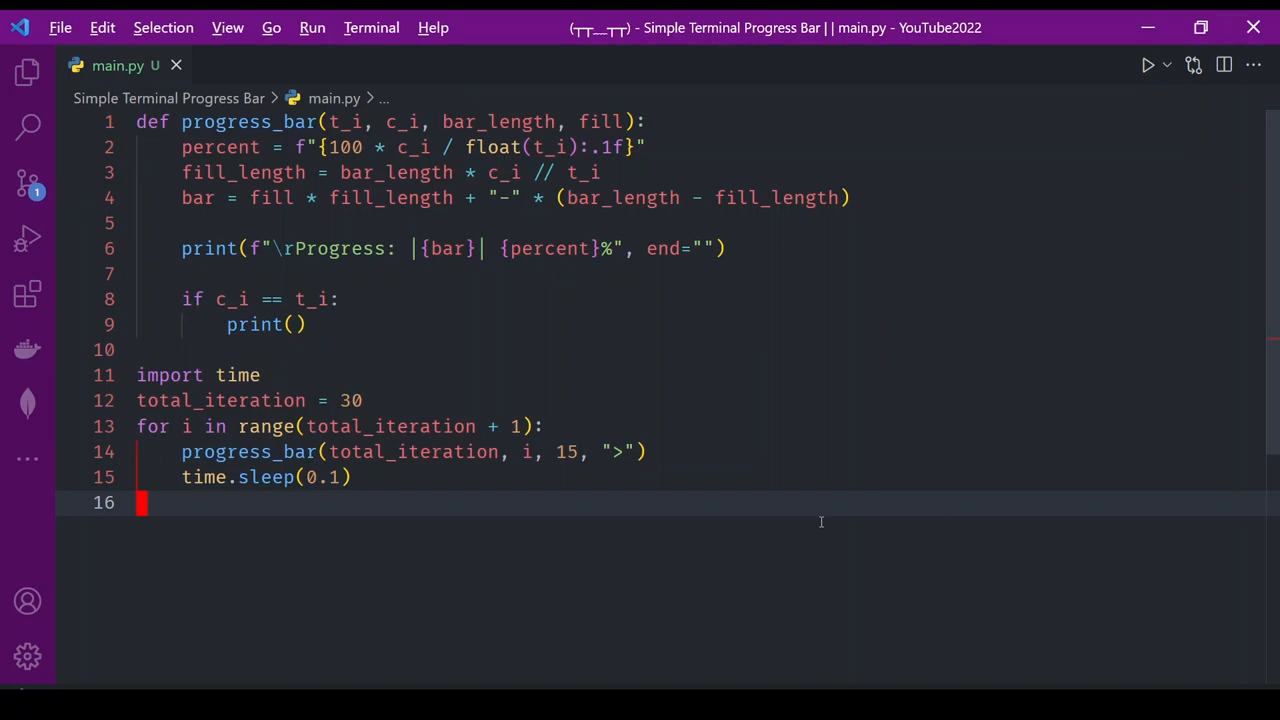 File Edit Selection View Go Run Terminal Help (┬┬﹏┬┬) - Simple Terminal Progress Bar | | main.py - YouTube2022
main.py U
Simple Terminal Progress Bar > main.py > ...
1 def progress_bar(t_i, c_i, bar_length, fill):
2     percent = f"{100 * c_i / float(t_i):.1f}"
3     fill_length = bar_length * c_i // t_i
4     bar = fill * fill_length + "-" * (bar_length - fill_length)
5
6     print(f"\rProgress: |{bar}| {percent}%", end="")
7
8     if c_i == t_i:
9         print()
10
11 import time
12 total_iteration = 30
13 for i in range(total_iteration + 1):
14     progress_bar(total_iteration, i, 15, ">")
15     time.sleep(0.1)
16
1